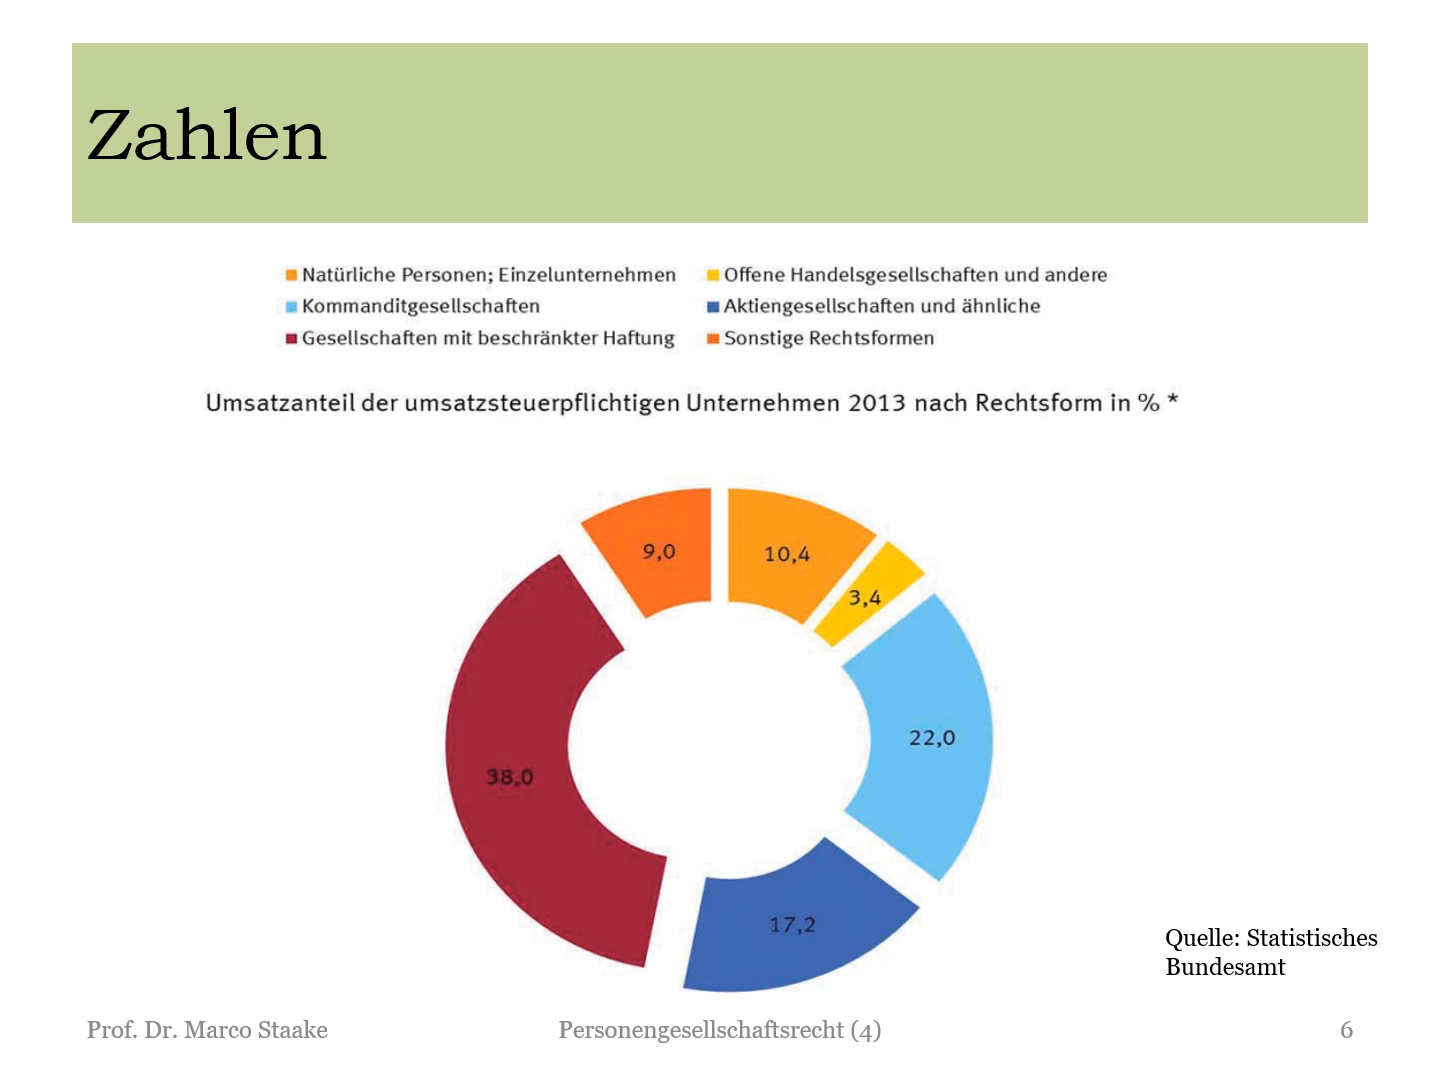 Zahlen
Natürliche Personen; Einzelunternehmen
Offene Handelsgesellschaften und andere
Kommanditgesellschaften
Aktiengesellschaften und ähnliche
Gesellschaften mit beschränkter Haftung
Sonstige Rechtsformen
Umsatzanteil der umsatzsteuerpflichtigen Unternehmen 2013 nach Rechtsform in % *
9,0
10,4
3,4
22,0
38,0
17,2
Quelle: Statistisches
Bundesamt
Prof. Dr. Marco Staake
Personengesellschaftsrecht (4)
6